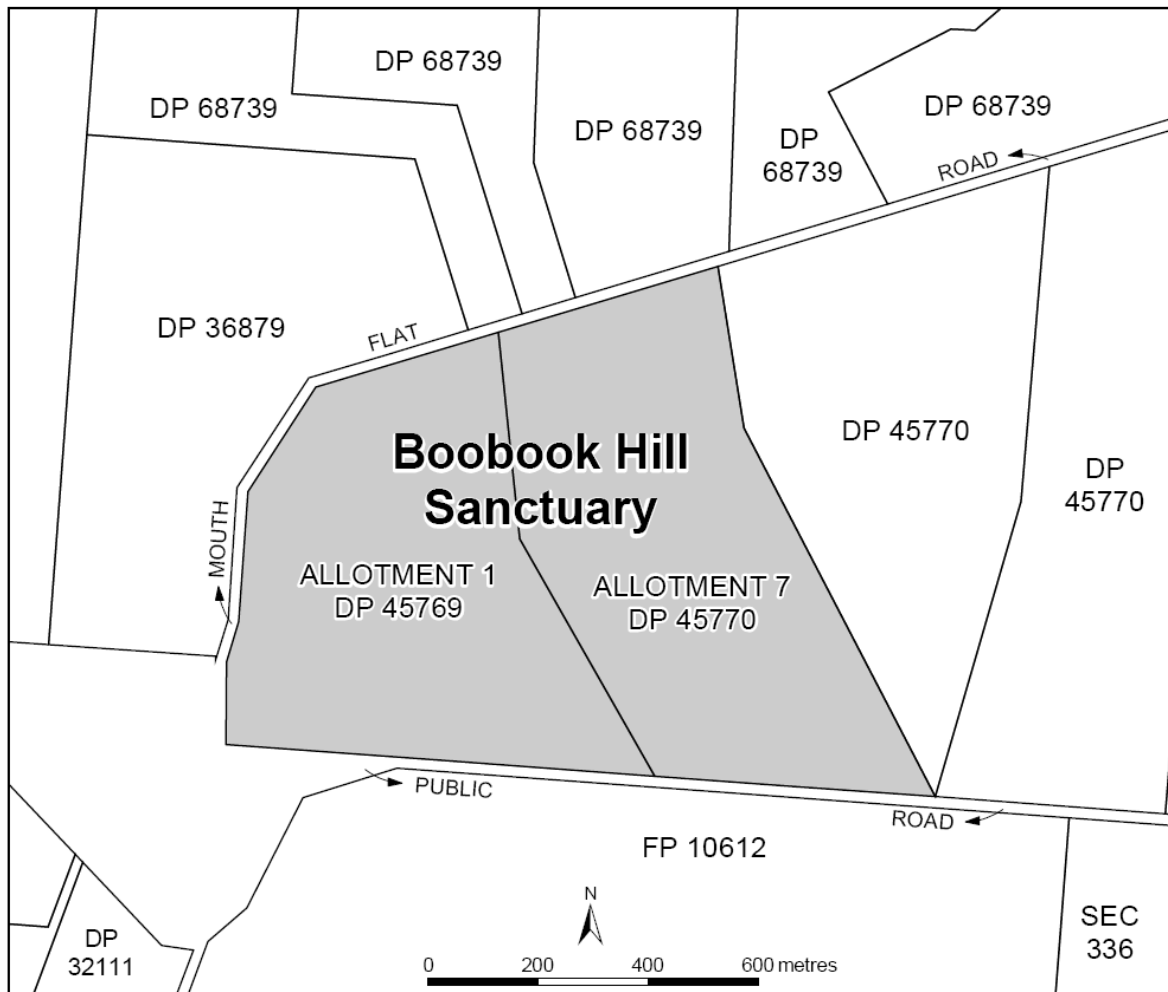 DP 68739
DP 68739
DP 68739
DP
68739
DP 68739
ROAD
DP 36879
FLAT
DP 45770
DP
45770
Boobook Hill
Sanctuary
MOUTH
ALLOTMENT 1
DP 45769
ALLOTMENT 7
DP 45770
PUBLIC
ROAD
FP 10612
SEC
336
DP
32111
N
0 200 400 600 metres